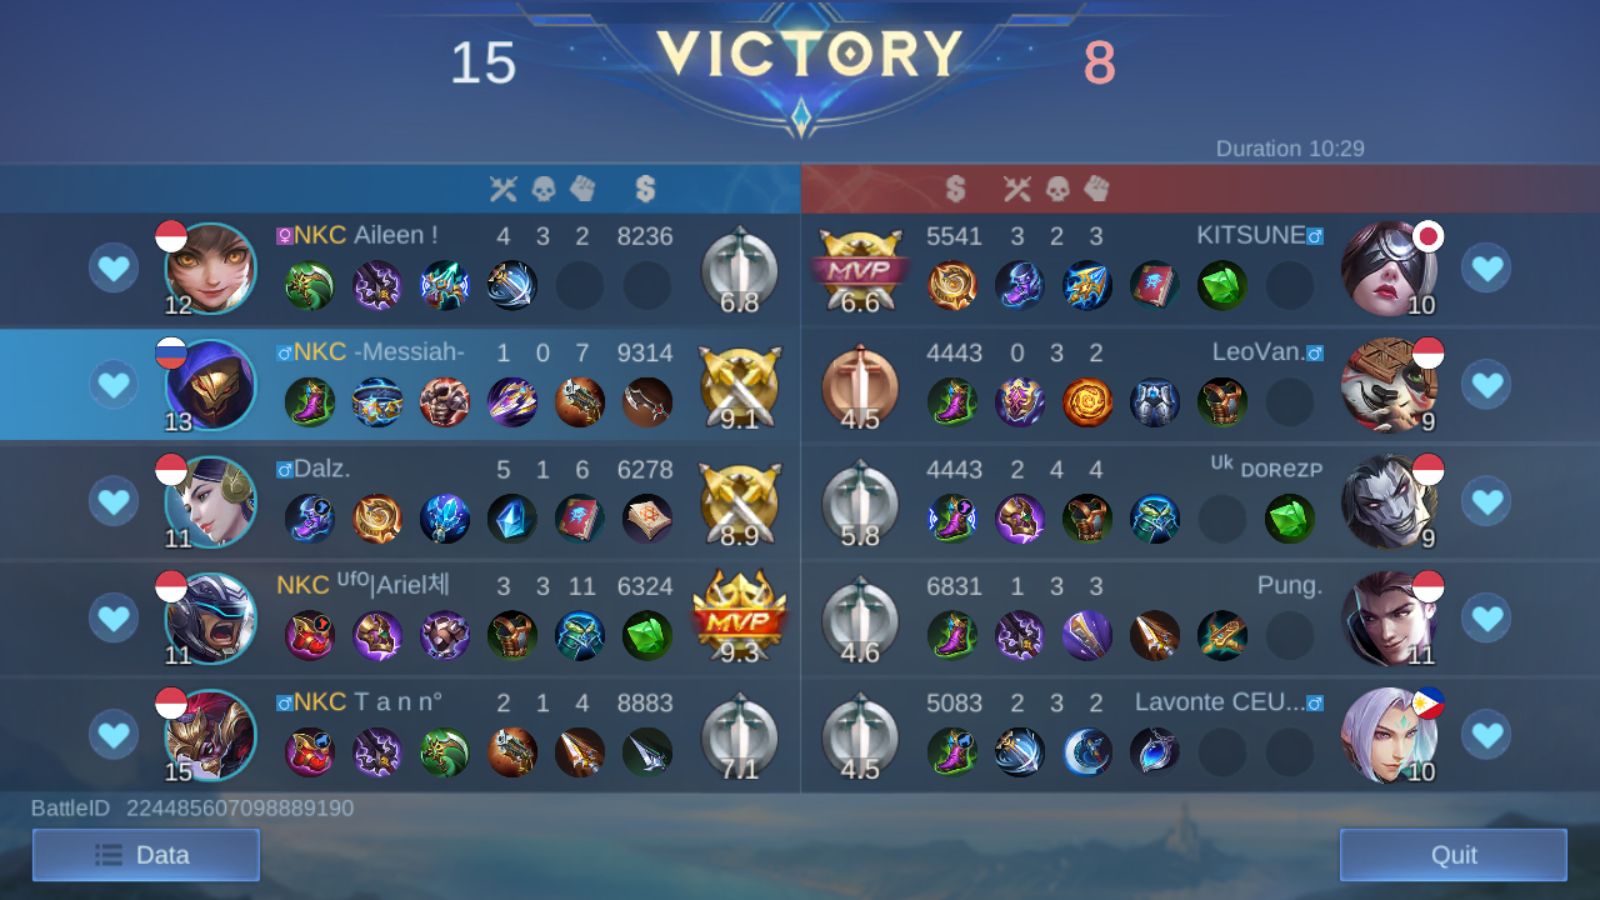 15 VICTORY 8
Duration 10:29
NKC Aileen ! 4 3 2 8236
12 6.8
MVP 6.6 5541 3 2 3 KITSUNE
10
NKC -Messiah- 1 0 7 9314
13 9.1
4.5 4443 0 3 2 LeoVan.
9
Dalz. 5 1 6 6278
11 8.9
5.8 4443 2 4 4 ᵁᵏ ᴅᴏʀᴇᴢᴘ
9
NKC ᵁᶠᴼ|Ariel체 3 3 11 6324
11 MVP 9.3
4.6 6831 1 3 3 Pung.
11
NKC T a n n° 2 1 4 8883
15 7.1
4.5 5083 2 3 2 Lavonte CEU...
10
BattleID 224485607098889190
Data
Quit